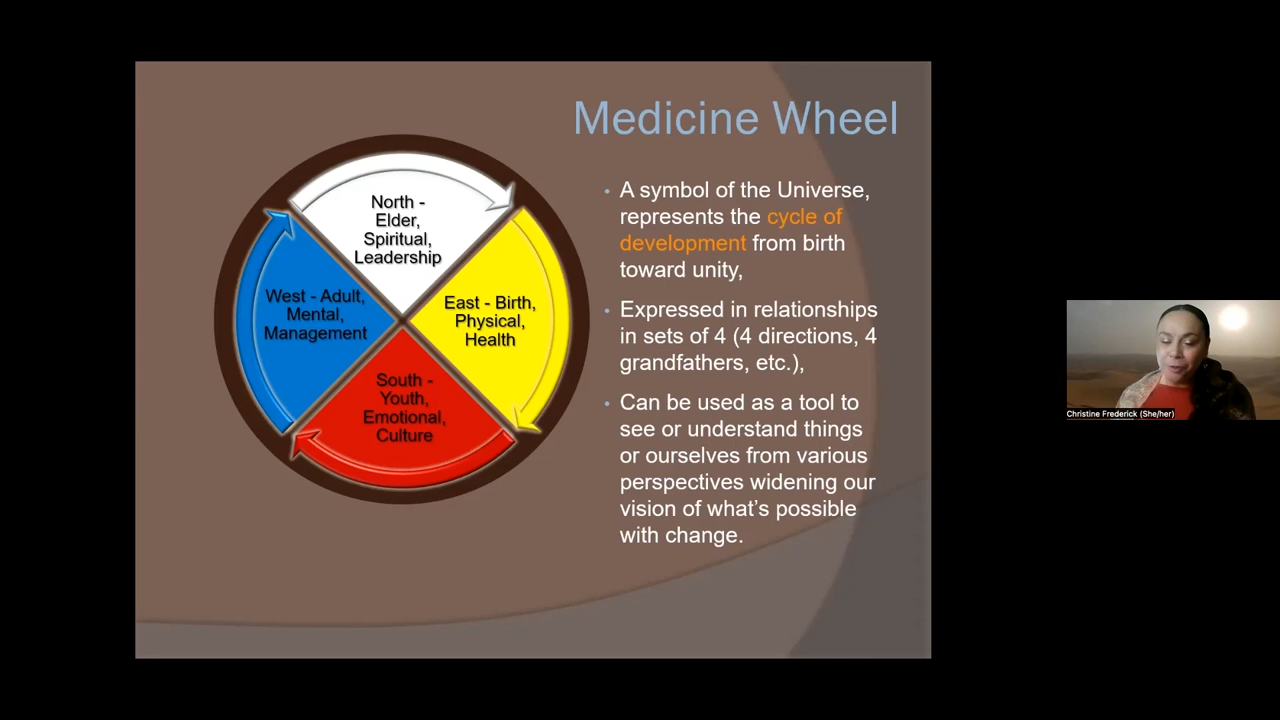 Medicine Wheel
North -
Elder,
Spiritual,
Leadership
West - Adult,
Mental,
Management
East - Birth,
Physical,
Health
South -
Youth,
Emotional,
Culture
• A symbol of the Universe,
represents the cycle of
development from birth
toward unity,
• Expressed in relationships
in sets of 4 (4 directions, 4
grandfathers, etc.),
• Can be used as a tool to
see or understand things
or ourselves from various
perspectives widening our
vision of what’s possible
with change.
Christine Frederick (She/her)